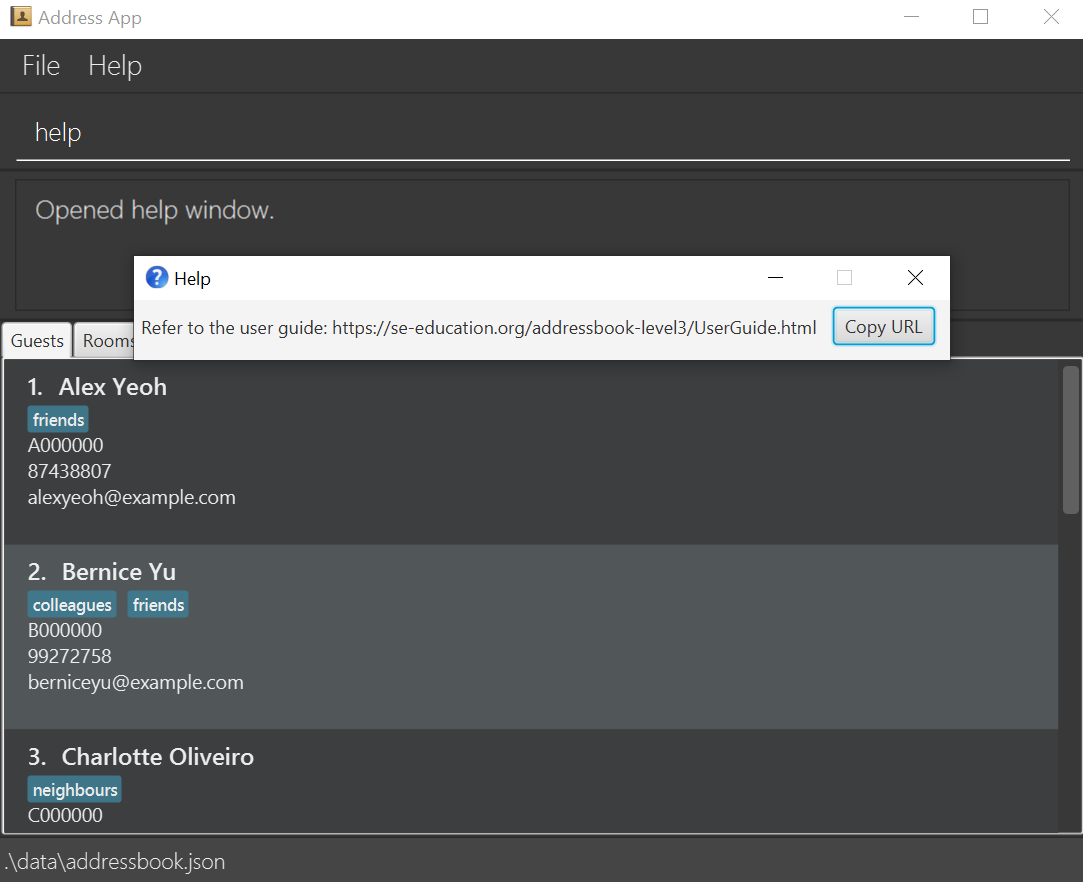 Address App
File Help
help
Opened help window.
Help
Refer to the user guide: https://se-education.org/addressbook-level3/UserGuide.html Copy URL
Guests Rooms
1. Alex Yeoh
friends
A000000
87438807
alexyeoh@example.com
2. Bernice Yu
colleagues friends
B000000
99272758
berniceyu@example.com
3. Charlotte Oliveiro
neighbours
C000000
.\data\addressbook.json